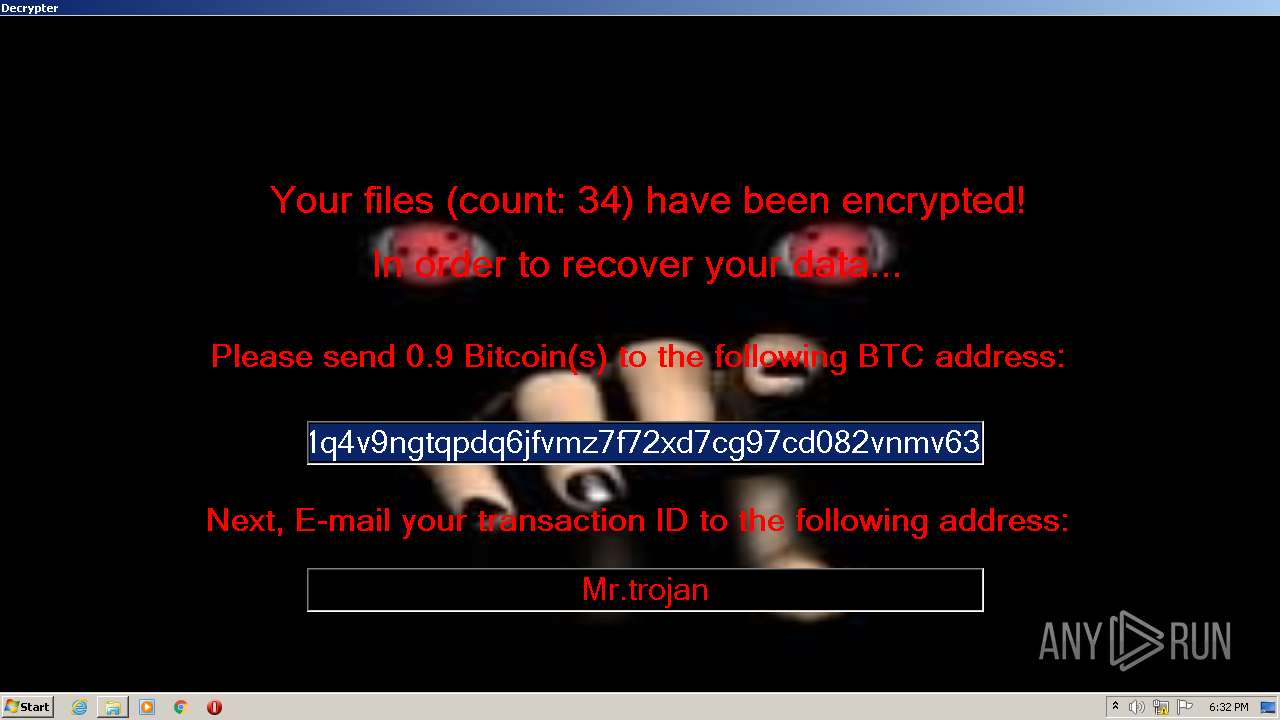 Decrypter
Your files (count: 34) have been encrypted!
In order to recover your data...
Please send 0.9 Bitcoin(s) to the following BTC address:
1q4v9ngtqpdq6jfvmz7f72xd7cg97cd082vnmv63
Next, E-mail your transaction ID to the following address:
Mr.trojan
ANY RUN
Start
6:32 PM